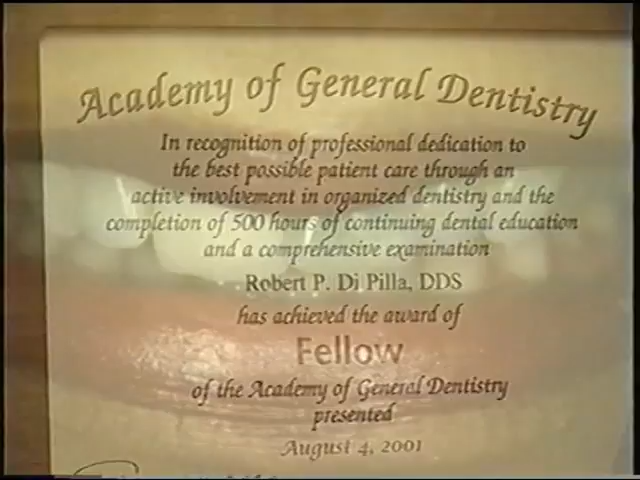 Academy of General Dentistry
In recognition of professional dedication to
the best possible patient care through an
active involvement in organized dentistry and the
completion of 500 hours of continuing dental education
and a comprehensive examination
Robert P. Di Pilla, DDS
has achieved the award of
Fellow
of the Academy of General Dentistry
presented
August 4, 2001